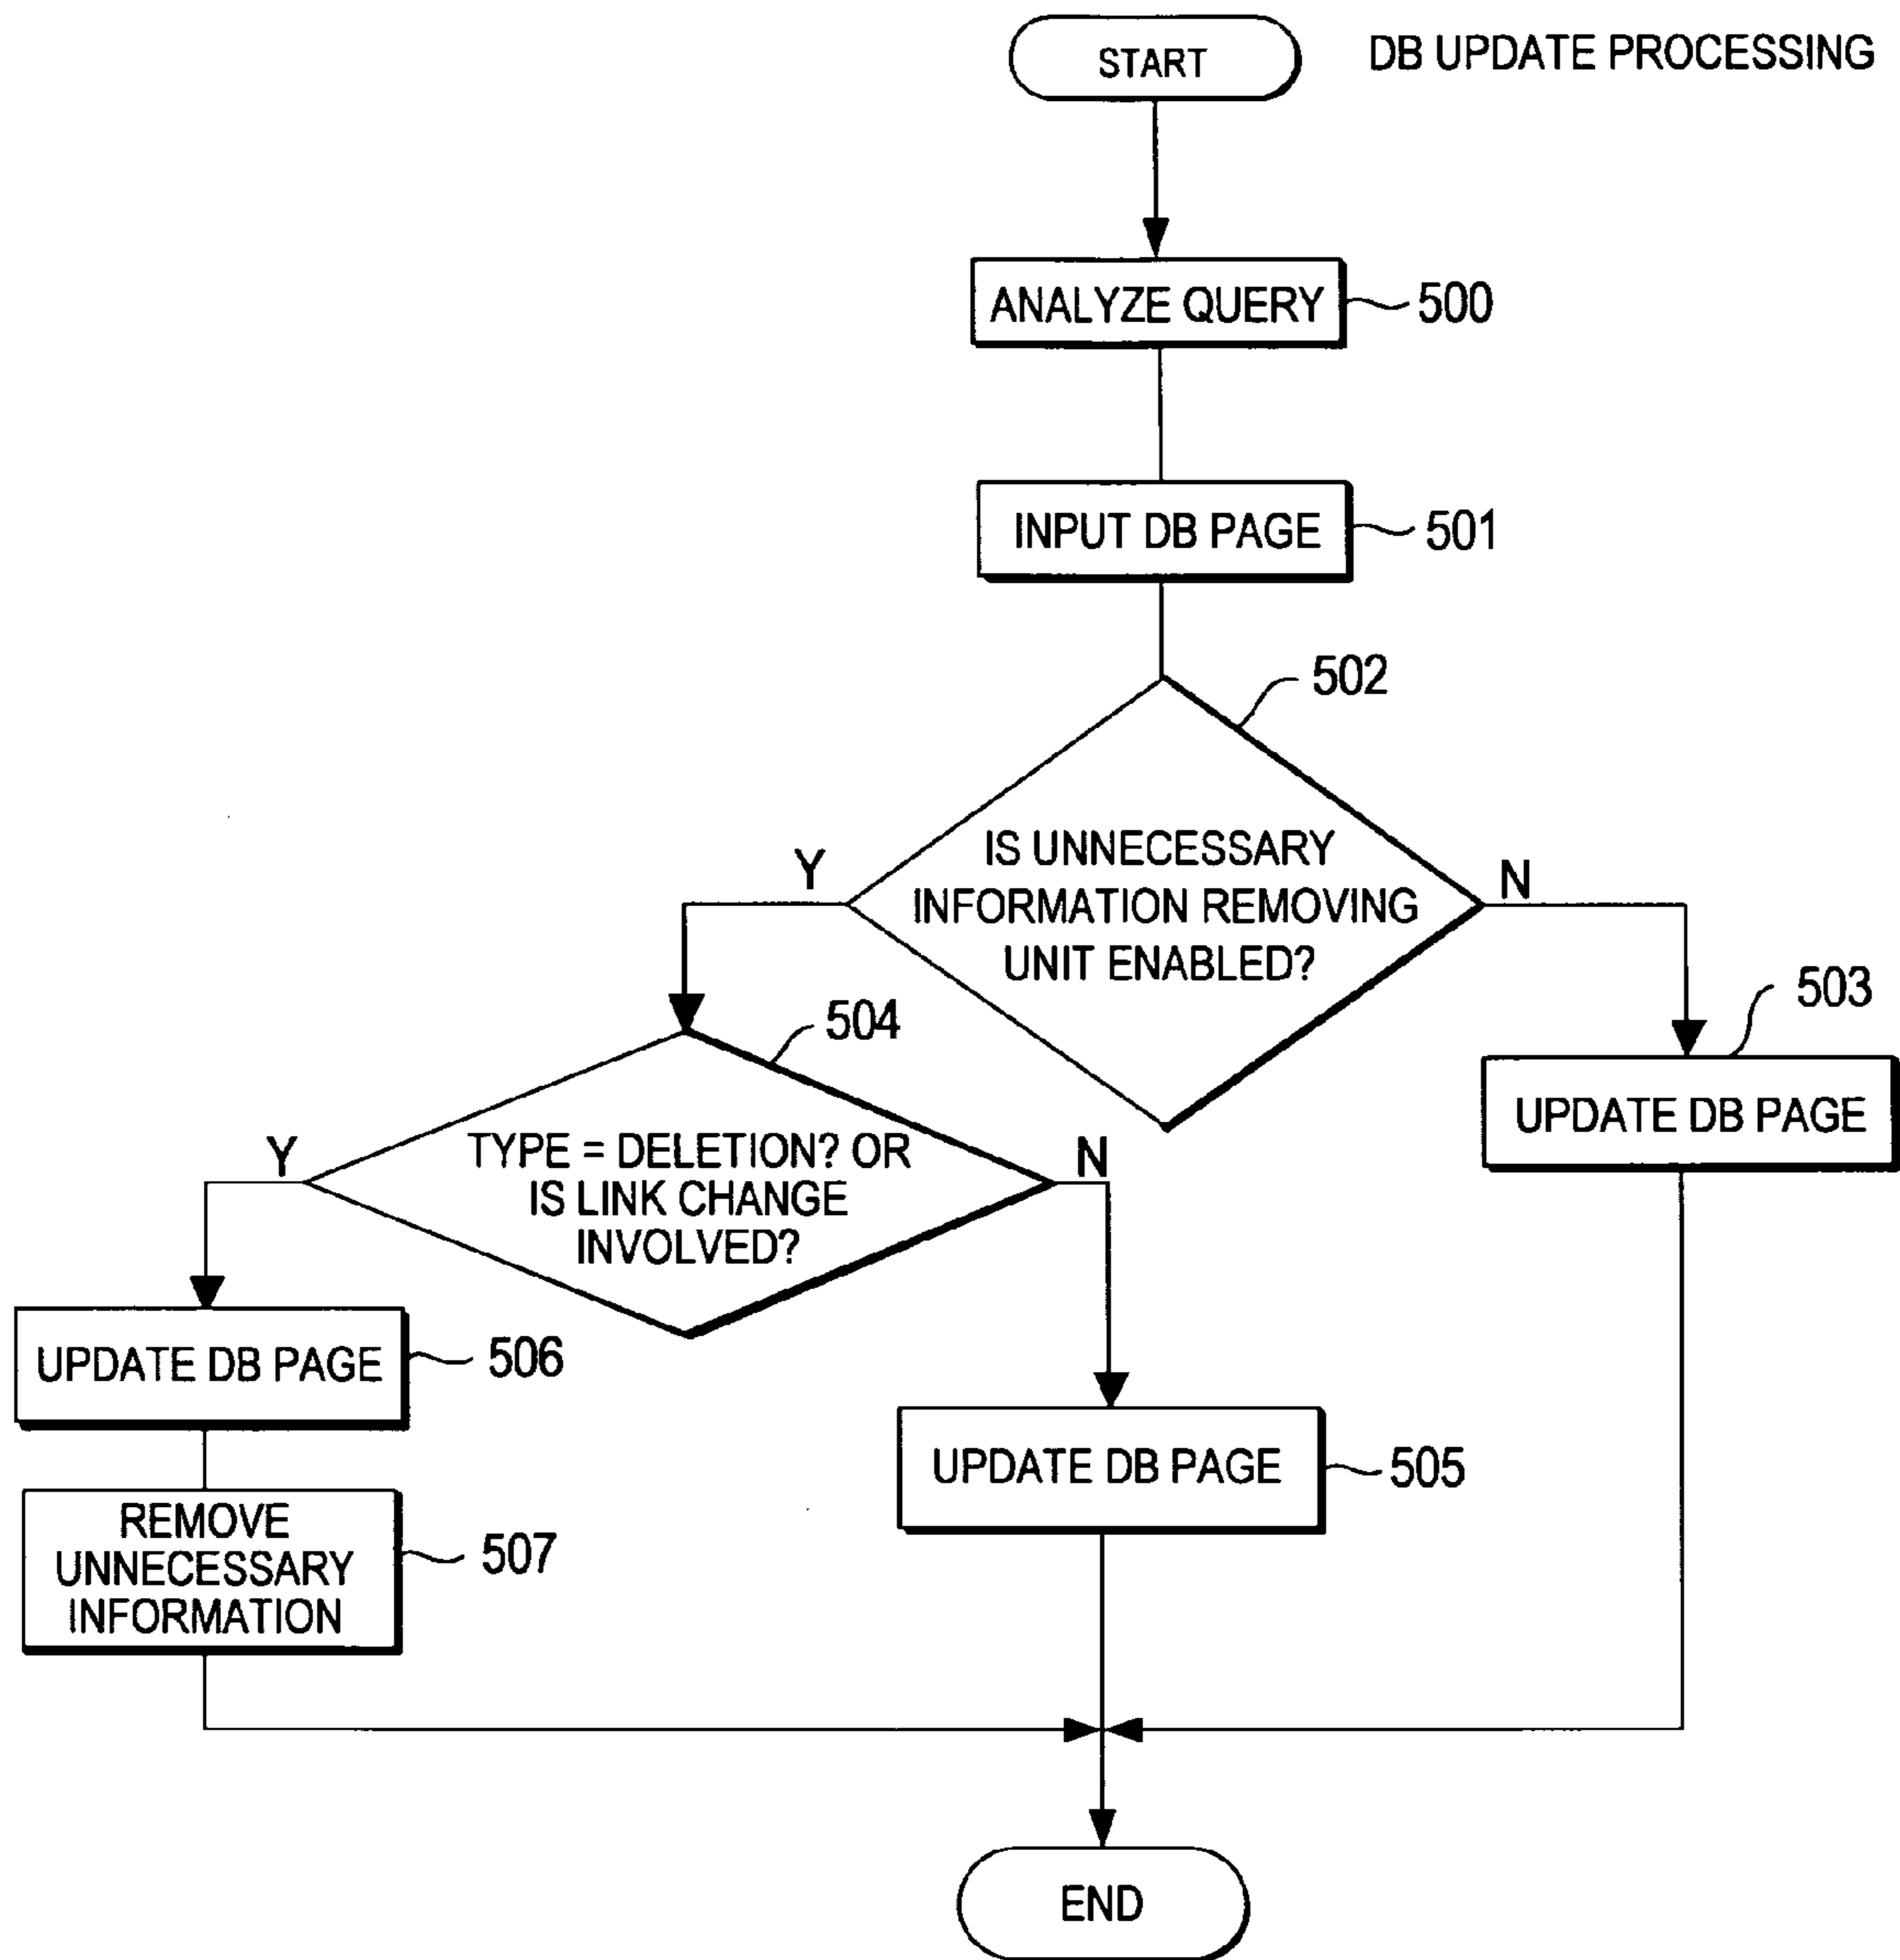 START
DB UPDATE PROCESSING
ANALYZE QUERY
500
INPUT DB PAGE
501
502
IS UNNECESSARY
INFORMATION REMOVING
UNIT ENABLED?
Y
N
503
UPDATE DB PAGE
504
TYPE = DELETION? OR
IS LINK CHANGE
INVOLVED?
Y
N
UPDATE DB PAGE
506
UPDATE DB PAGE
505
REMOVE
UNNECESSARY
INFORMATION
507
END